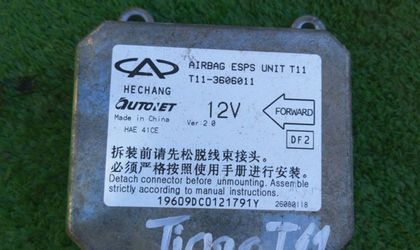 AIRBAG ESPS UNIT T11
T11-3606011
HECHANG
AUTONET
12V
FORWARD
Made in China
Ver 2.0
HAE 41CE
DF2
拆装前请先松脱线束接头。
必须严格按照使用手册进行安装。
Detach connector before unmounting. Assemble
strictly according to manual instructions.
19609DC0121791Y
26080118
Tiggo T11